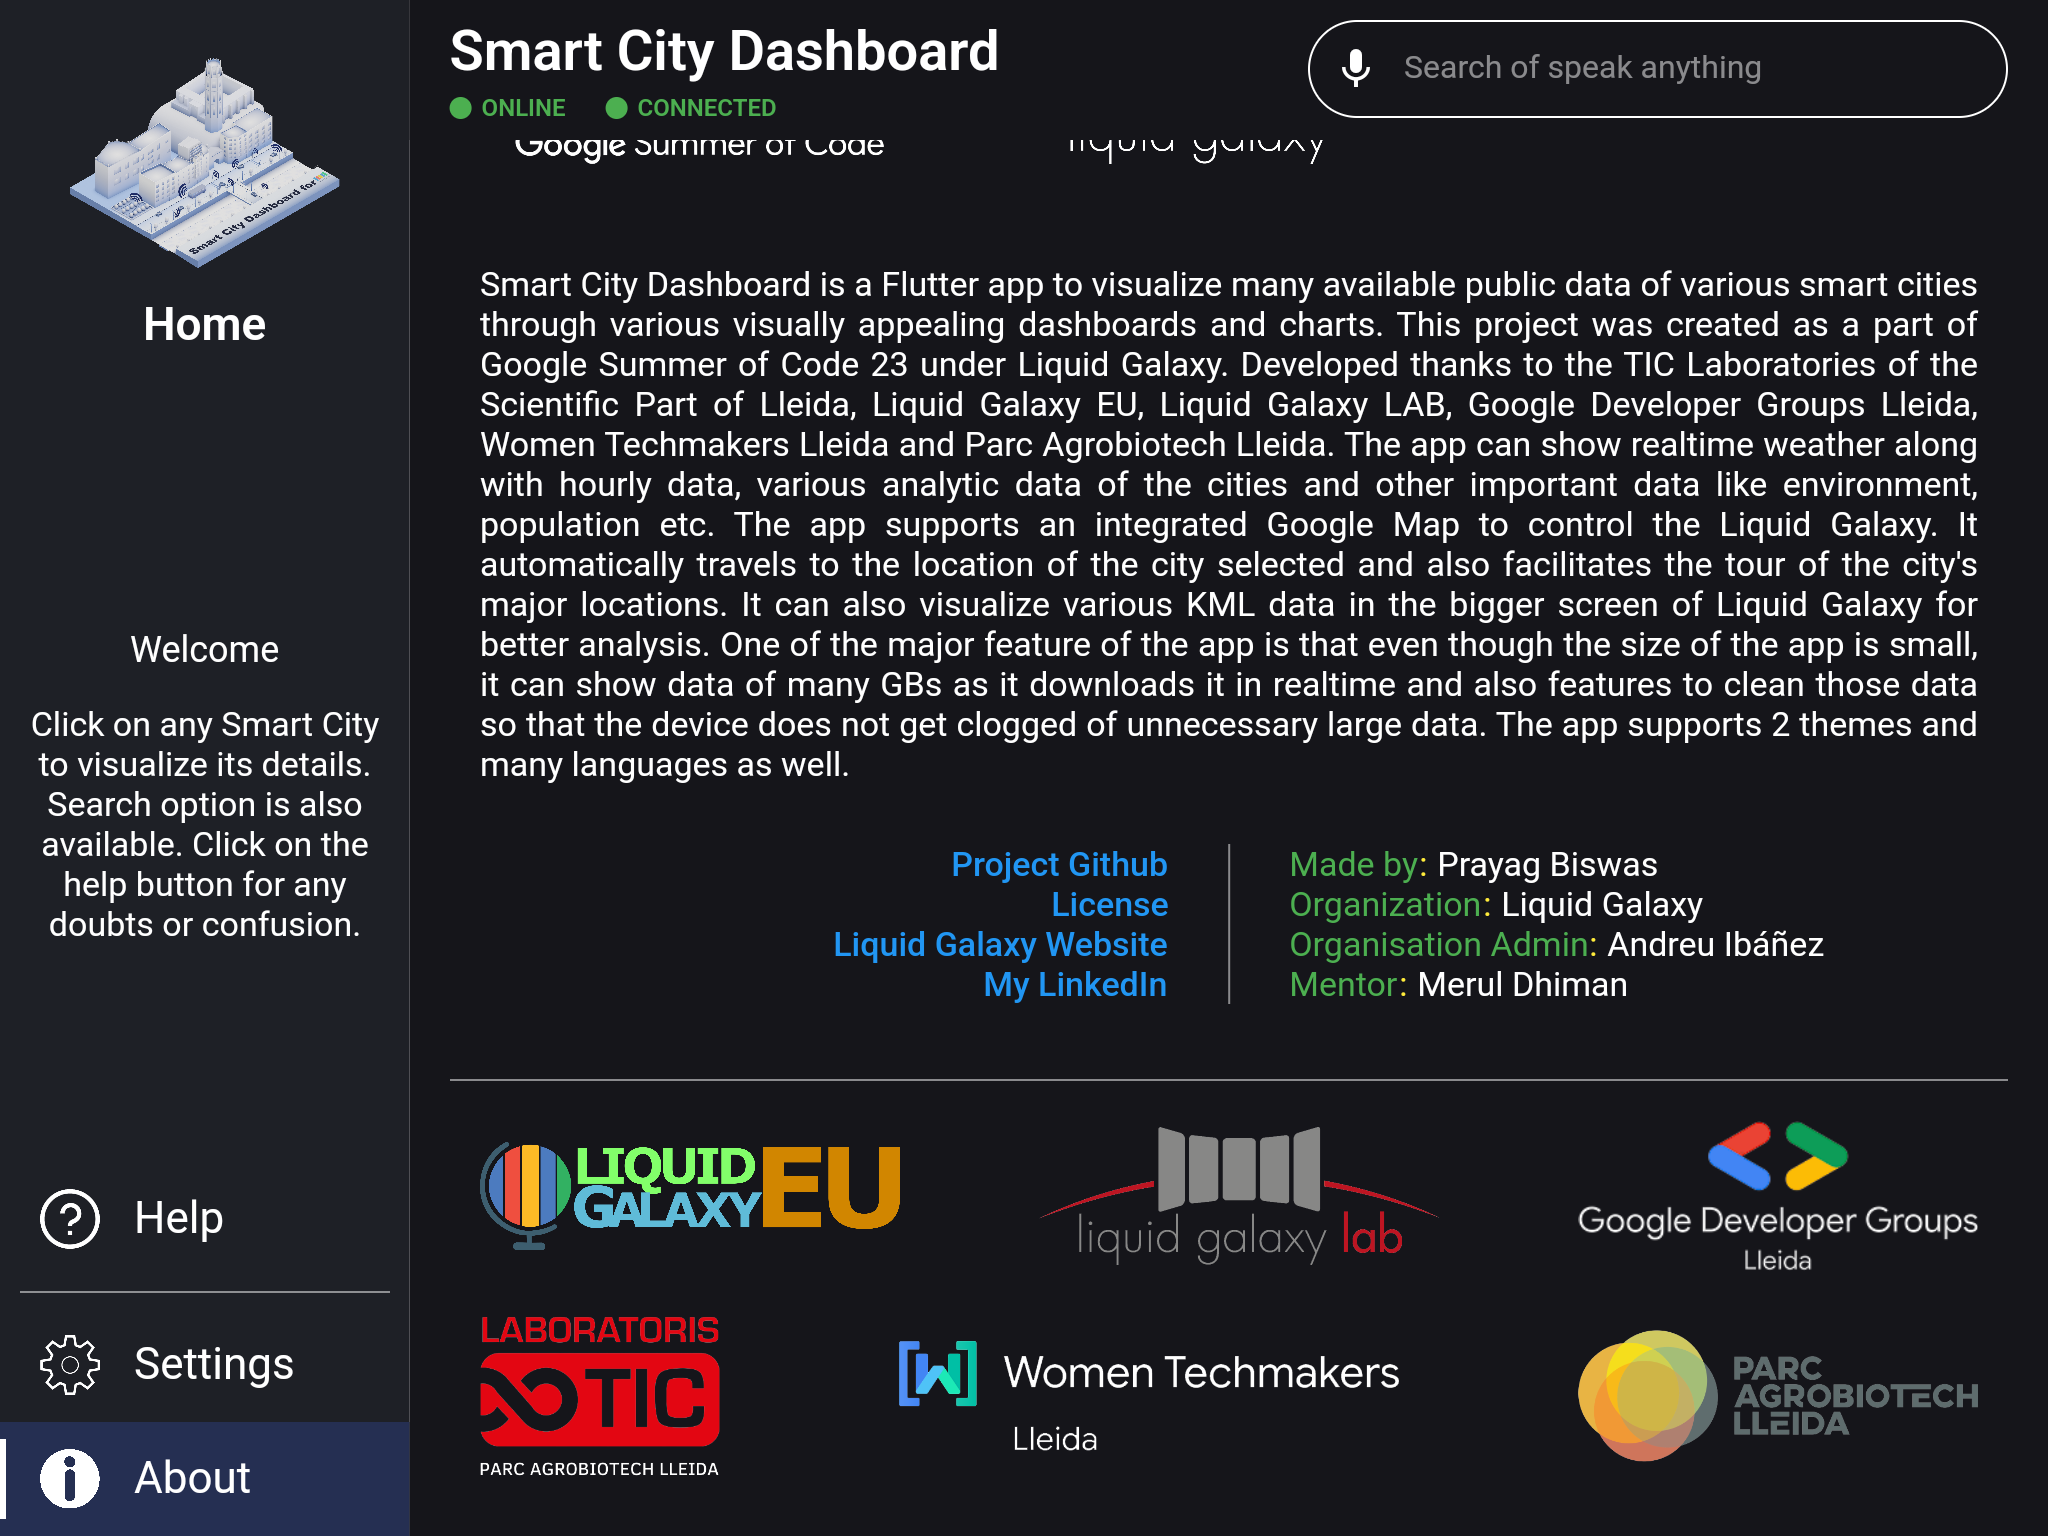 Smart City Dashboard for
Home
Welcome
Click on any Smart City
to visualize its details.
Search option is also
available. Click on the
help button for any
doubts or confusion.
Help
Settings
About
Smart City Dashboard
ONLINE CONNECTED
Search of speak anything
Google Summer of Code
liquid galaxy
Smart City Dashboard is a Flutter app to visualize many available public data of various smart cities
through various visually appealing dashboards and charts. This project was created as a part of
Google Summer of Code 23 under Liquid Galaxy. Developed thanks to the TIC Laboratories of the
Scientific Part of Lleida, Liquid Galaxy EU, Liquid Galaxy LAB, Google Developer Groups Lleida,
Women Techmakers Lleida and Parc Agrobiotech Lleida. The app can show realtime weather along
with hourly data, various analytic data of the cities and other important data like environment,
population etc. The app supports an integrated Google Map to control the Liquid Galaxy. It
automatically travels to the location of the city selected and also facilitates the tour of the city's
major locations. It can also visualize various KML data in the bigger screen of Liquid Galaxy for
better analysis. One of the major feature of the app is that even though the size of the app is small,
it can show data of many GBs as it downloads it in realtime and also features to clean those data
so that the device does not get clogged of unnecessary large data. The app supports 2 themes and
many languages as well.
Project Github
License
Liquid Galaxy Website
My LinkedIn
Made by: Prayag Biswas
Organization: Liquid Galaxy
Organisation Admin: Andreu Ibáñez
Mentor: Merul Dhiman
LIQUID
GALAXY EU
liquid galaxy lab
Google Developer Groups
Lleida
LABORATORIS
TIC
PARC AGROBIOTECH LLEIDA
Women Techmakers
Lleida
PARC
AGROBIOTECH
LLEIDA